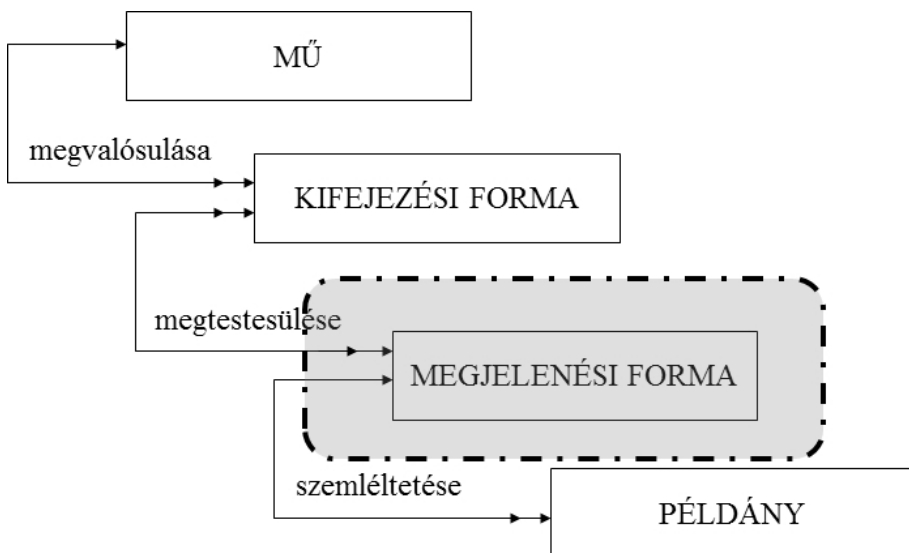 MŰ
megvalósulása
KIFEJEZÉSI FORMA
megtestesülése
MEGJELENÉSI FORMA
szemléltetése
PÉLDÁNY